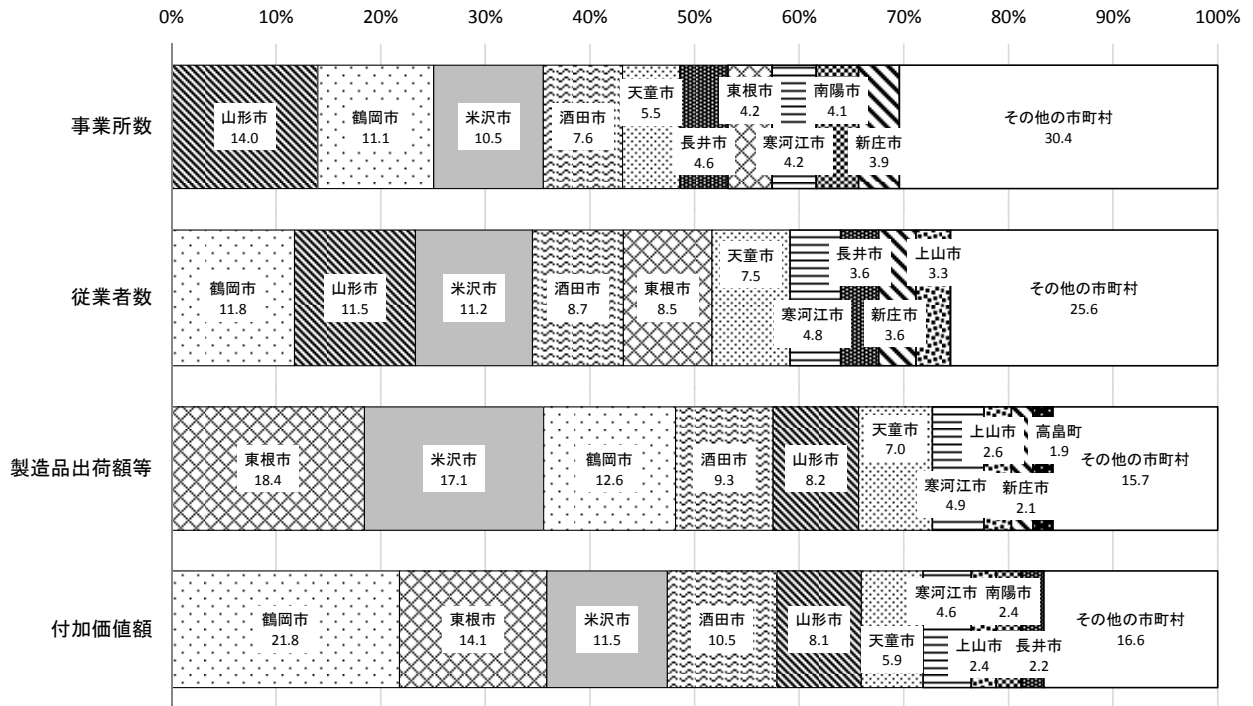 0% 10% 20% 30% 40% 50% 60% 70% 80% 90% 100%
事業所数
山形市
14.0
鶴岡市
11.1
米沢市
10.5
酒田市
7.6
天童市
5.5
長井市
4.6
東根市
4.2
寒河江市
4.2
南陽市
4.1
新庄市
3.9
その他の市町村
30.4
従業者数
鶴岡市
11.8
山形市
11.5
米沢市
11.2
酒田市
8.7
東根市
8.5
天童市
7.5
寒河江市
4.8
長井市
3.6
新庄市
3.6
上山市
3.3
その他の市町村
25.6
製造品出荷額等
東根市
18.4
米沢市
17.1
鶴岡市
12.6
酒田市
9.3
山形市
8.2
天童市
7.0
寒河江市
4.9
上山市
2.6
新庄市
2.1
高畠町
1.9
その他の市町村
15.7
付加価値額
鶴岡市
21.8
東根市
14.1
米沢市
11.5
酒田市
10.5
山形市
8.1
天童市
5.9
寒河江市
4.6
上山市
2.4
南陽市
2.4
長井市
2.2
その他の市町村
16.6